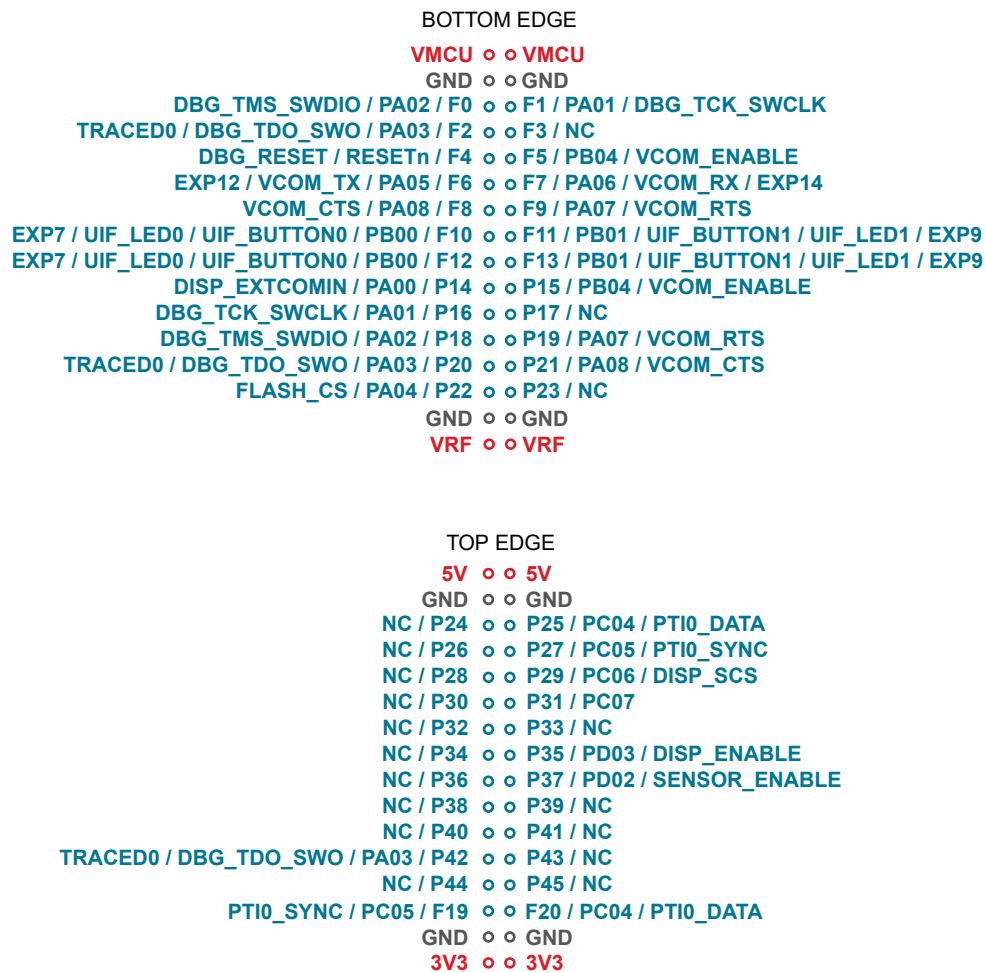 BOTTOM EDGE
VMCU VMCU
GND GND
DBG_TMS_SWDIO / PA02 / F0 F1 / PA01 / DBG_TCK_SWCLK
TRACED0 / DBG_TDO_SWO / PA03 / F2 F3 / NC
DBG_RESET / RESETn / F4 F5 / PB04 / VCOM_ENABLE
EXP12 / VCOM_TX / PA05 / F6 F7 / PA06 / VCOM_RX / EXP14
VCOM_CTS / PA08 / F8 F9 / PA07 / VCOM_RTS
EXP7 / UIF_LED0 / UIF_BUTTON0 / PB00 / F10 F11 / PB01 / UIF_BUTTON1 / UIF_LED1 / EXP9
EXP7 / UIF_LED0 / UIF_BUTTON0 / PB00 / F12 F13 / PB01 / UIF_BUTTON1 / UIF_LED1 / EXP9
DISP_EXTCOMIN / PA00 / P14 P15 / PB04 / VCOM_ENABLE
DBG_TCK_SWCLK / PA01 / P16 P17 / NC
DBG_TMS_SWDIO / PA02 / P18 P19 / PA07 / VCOM_RTS
TRACED0 / DBG_TDO_SWO / PA03 / P20 P21 / PA08 / VCOM_CTS
FLASH_CS / PA04 / P22 P23 / NC
GND GND
VRF VRF
TOP EDGE
5V 5V
GND GND
NC / P24 P25 / PC04 / PTI0_DATA
NC / P26 P27 / PC05 / PTI0_SYNC
NC / P28 P29 / PC06 / DISP_SCS
NC / P30 P31 / PC07
NC / P32 P33 / NC
NC / P34 P35 / PD03 / DISP_ENABLE
NC / P36 P37 / PD02 / SENSOR_ENABLE
NC / P38 P39 / NC
NC / P40 P41 / NC
TRACED0 / DBG_TDO_SWO / PA03 / P42 P43 / NC
NC / P44 P45 / NC
PTI0_SYNC / PC05 / F19 F20 / PC04 / PTI0_DATA
GND GND
3V3 3V3